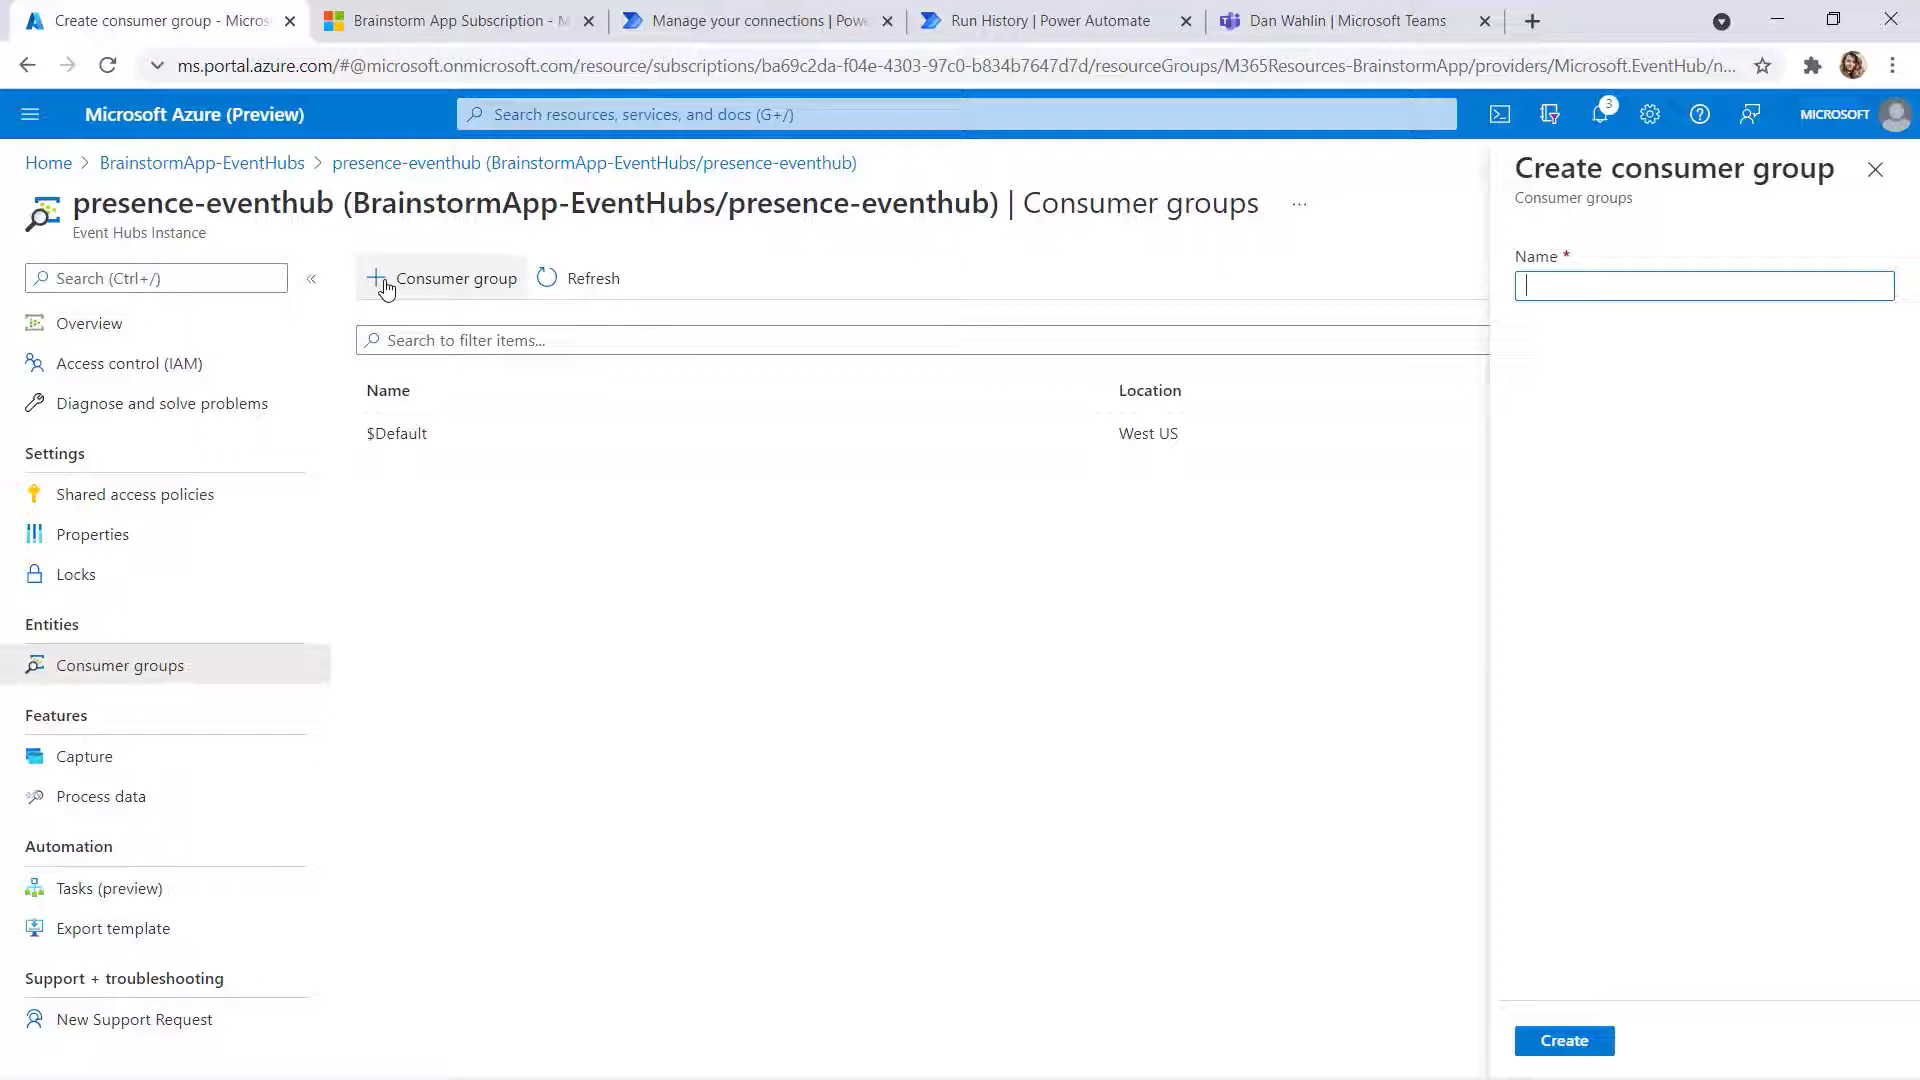 Create consumer group - Micros
Brainstorm App Subscription - M
Manage your connections | Powe
Run History | Power Automate
Dan Wahlin | Microsoft Teams
ms.portal.azure.com/#@microsoft.onmicrosoft.com/resource/subscriptions/ba69c2da-f04e-4303-97c0-b834b7647d7d/resourceGroups/M365Resources-BrainstormApp/providers/Microsoft.EventHub/n...
Microsoft Azure (Preview)
Search resources, services, and docs (G+/)
3
MICROSOFT
Home > BrainstormApp-EventHubs > presence-eventhub (BrainstormApp-EventHubs/presence-eventhub)
presence-eventhub (BrainstormApp-EventHubs/presence-eventhub) | Consumer groups ...
Event Hubs Instance
Search (Ctrl+/)
«
Overview
Access control (IAM)
Diagnose and solve problems
Settings
Shared access policies
Properties
Locks
Entities
Consumer groups
Features
Capture
Process data
Automation
Tasks (preview)
Export template
Support + troubleshooting
New Support Request
Consumer group
Refresh
Search to filter items...
Name Location
$Default West US
Create consumer group
Consumer groups
Name *
Create